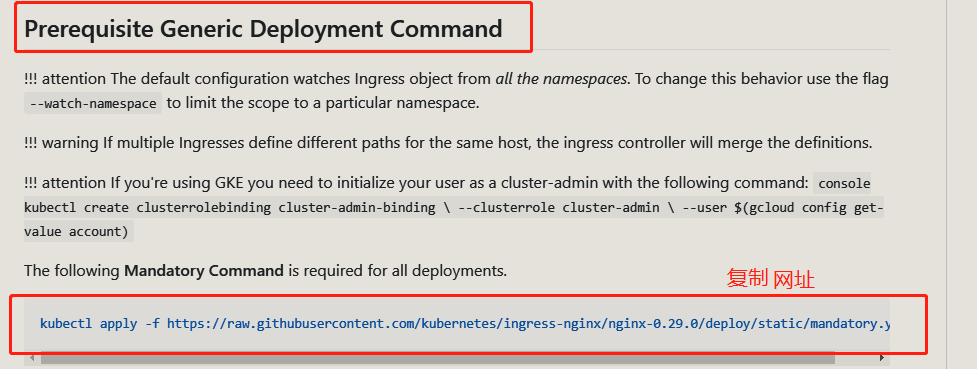 Prerequisite Generic Deployment Command
!!! attention The default configuration watches Ingress object from all the namespaces. To change this behavior use the flag
--watch-namespace to limit the scope to a particular namespace.
!!! warning If multiple Ingresses define different paths for the same host, the ingress controller will merge the definitions.
!!! attention If you're using GKE you need to initialize your user as a cluster-admin with the following command: console
kubectl create clusterrolebinding cluster-admin-binding \ --clusterrole cluster-admin \ --user $(gcloud config get-
value account)
The following Mandatory Command is required for all deployments.
复制 网址
kubectl apply -f https://raw.githubusercontent.com/kubernetes/ingress-nginx/nginx-0.29.0/deploy/static/mandatory.y